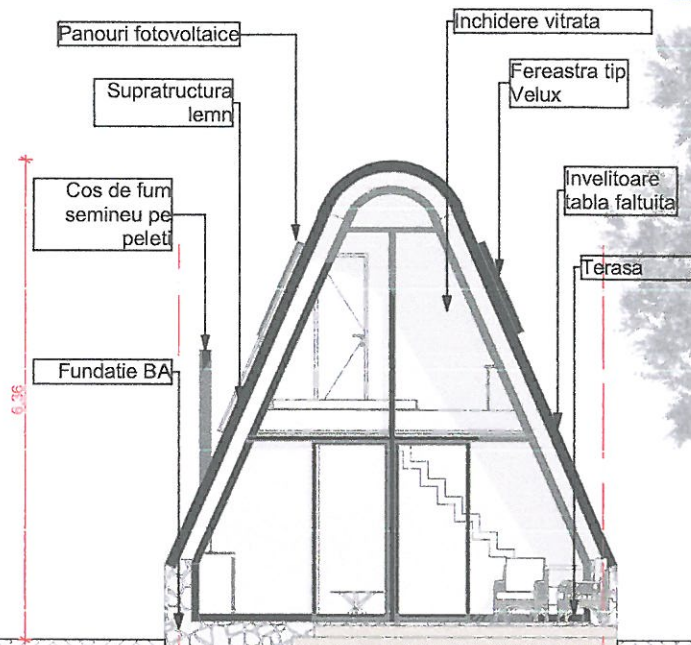 Panouri fotovoltaice
Supratructura
lemn
Cos de fum
semineu pe
peleti
Fundatie BA
6,36
Inchidere vitrata
Fereastra tip
Velux
Invelitoare
tabla faltuita
Terasa